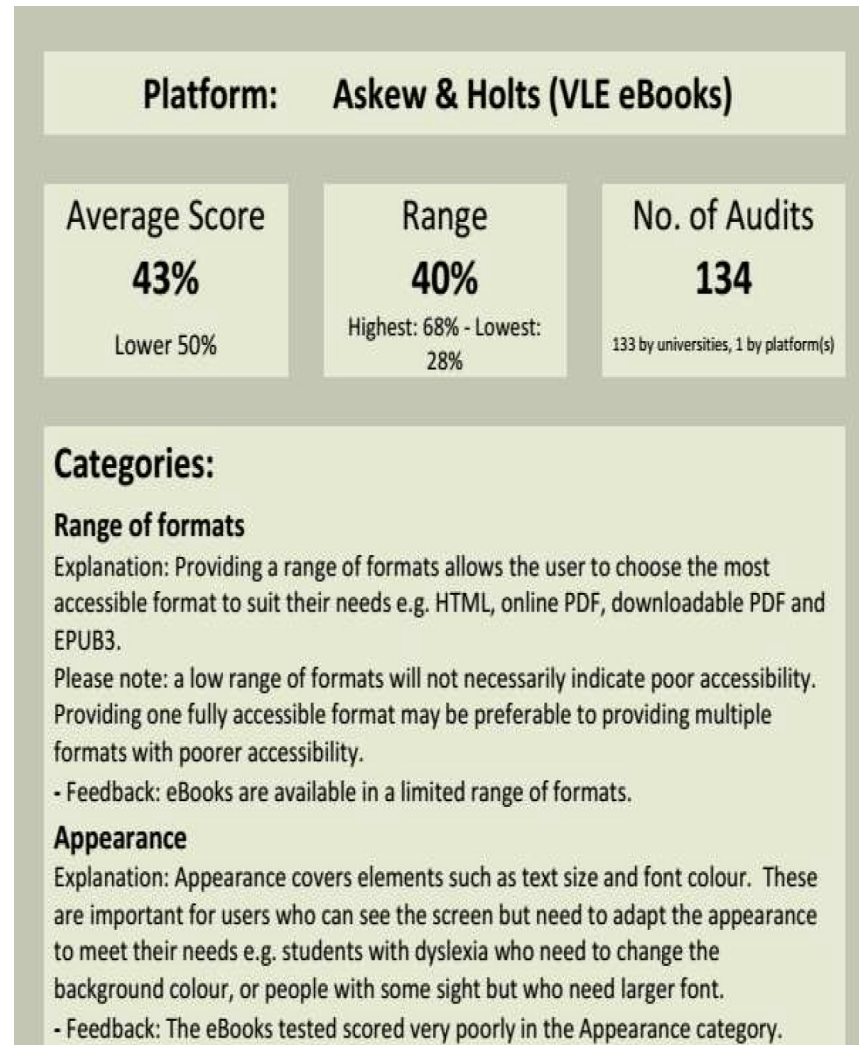 Platform: Askew & Holts (VLE eBooks)
Average Score
43%
Lower 50%
Range
40%
Highest: 68% - Lowest:
28%
No. of Audits
134
133 by universities, 1 by platform(s)
Categories:
Range of formats
Explanation: Providing a range of formats allows the user to choose the most
accessible format to suit their needs e.g. HTML, online PDF, downloadable PDF and
EPUB3.
Please note: a low range of formats will not necessarily indicate poor accessibility.
Providing one fully accessible format may be preferable to providing multiple
formats with poorer accessibility.
- Feedback: eBooks are available in a limited range of formats.
Appearance
Explanation: Appearance covers elements such as text size and font colour. These
are important for users who can see the screen but need to adapt the appearance
to meet their needs e.g. students with dyslexia who need to change the
background colour, or people with some sight but who need larger font.
- Feedback: The eBooks tested scored very poorly in the Appearance category.